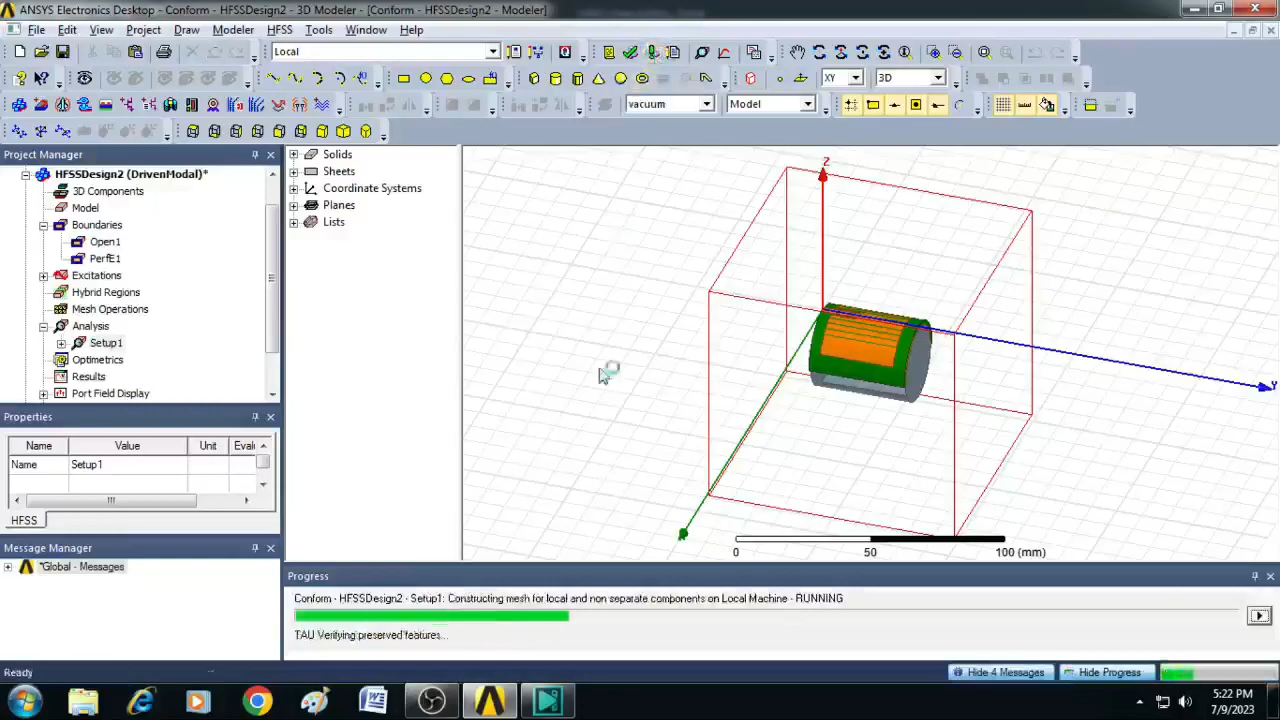 ANSYS Electronics Desktop - Conform - HFSSDesign2 - 3D Modeler - [Conform - HFSSDesign2 - Modeler]
File Edit View Project Draw Modeler HFSS Tools Window Help
Local
XY 3D
vacuum Model
Project Manager
HFSSDesign2 (DrivenModal)*
3D Components
Model
Boundaries
Open1
PerfE1
Excitations
Hybrid Regions
Mesh Operations
Analysis
Setup1
Optimetrics
Results
Port Field Display
Solids
Sheets
Coordinate Systems
Planes
Lists
Z
Y
0 50 100 (mm)
Properties
Name Value Unit Eval
Name Setup1
HFSS
Message Manager
*Global - Messages
Progress
Conform - HFSSDesign2 - Setup1: Constructing mesh for local and non separate components on Local Machine - RUNNING
TAU Verifying preserved features...
Ready
Hide 4 Messages Hide Progress
5:22 PM
7/9/2023